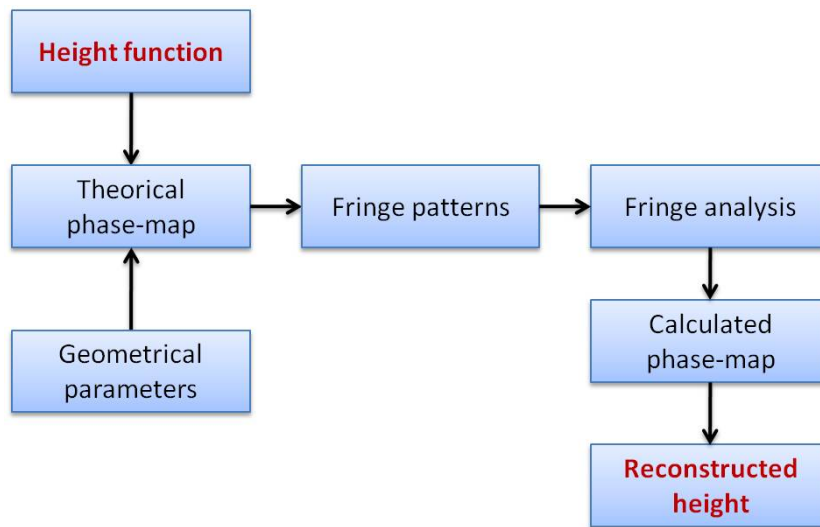 Height function
Theorical
phase-map
Fringe patterns
Fringe analysis
Geometrical
parameters
Calculated
phase-map
Reconstructed
height